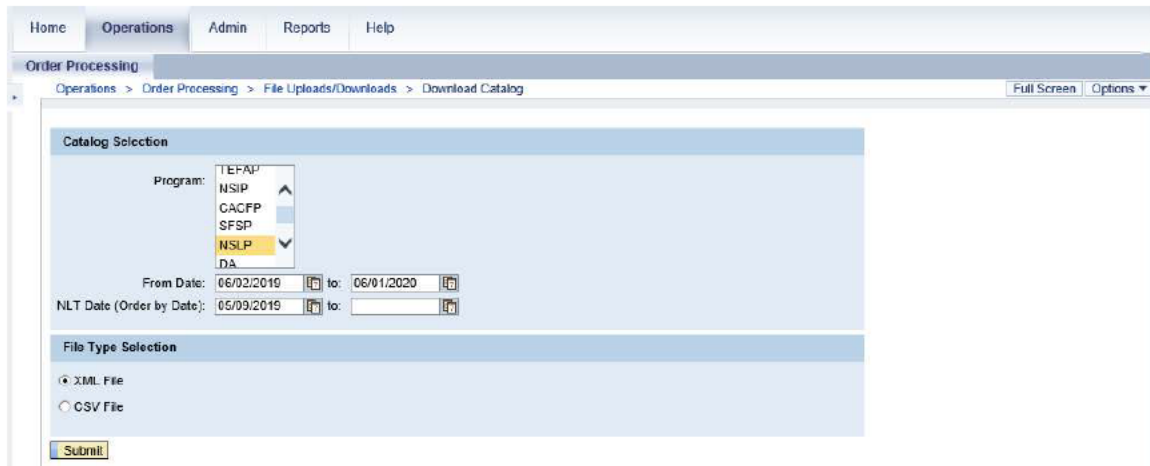 Home Operations Admin Reports Help
Order Processing
Operations > Order Processing > File Uploads/Downloads > Download Catalog Full Screen Options
Catalog Selection
Program:
TEFAP
NSIP
CACFP
SFSP
NSLP
DA
From Date: 06/02/2019 to: 06/01/2020
NLT Date (Order by Date): 05/09/2019 to:
File Type Selection
XML File
CSV File
Submit